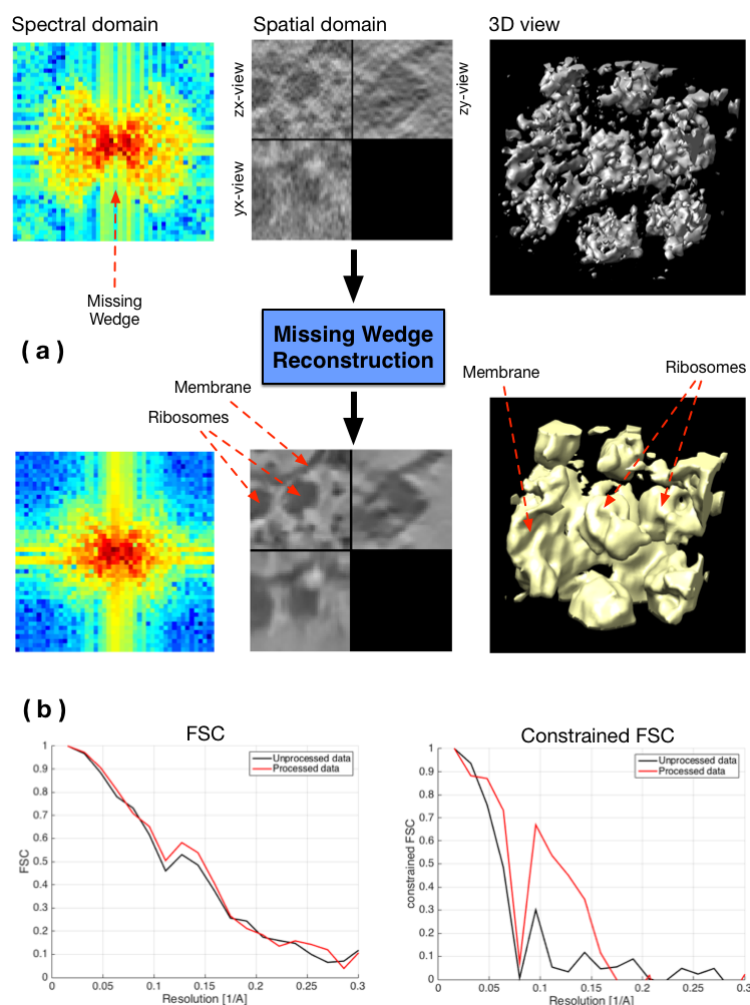 Spectral domain
Spatial domain
3D view
zx-view
zy-view
yx-view
Missing
Wedge
( a )
Missing Wedge
Reconstruction
Membrane
Ribosomes
Membrane
Ribosomes
( b )
FSC
Unprocessed data
Processed data
1
0.9
0.8
0.7
0.6
0.5
0.4
0.3
0.2
0.1
0
FSC
0
0.05
0.1
0.15
0.2
0.25
0.3
Resolution [1/A]
Constrained FSC
Unprocessed data
Processed data
1
0.9
0.8
0.7
0.6
0.5
0.4
0.3
0.2
0.1
0
constrained FSC
0
0.05
0.1
0.15
0.2
0.25
0.3
Resolution [1/A]